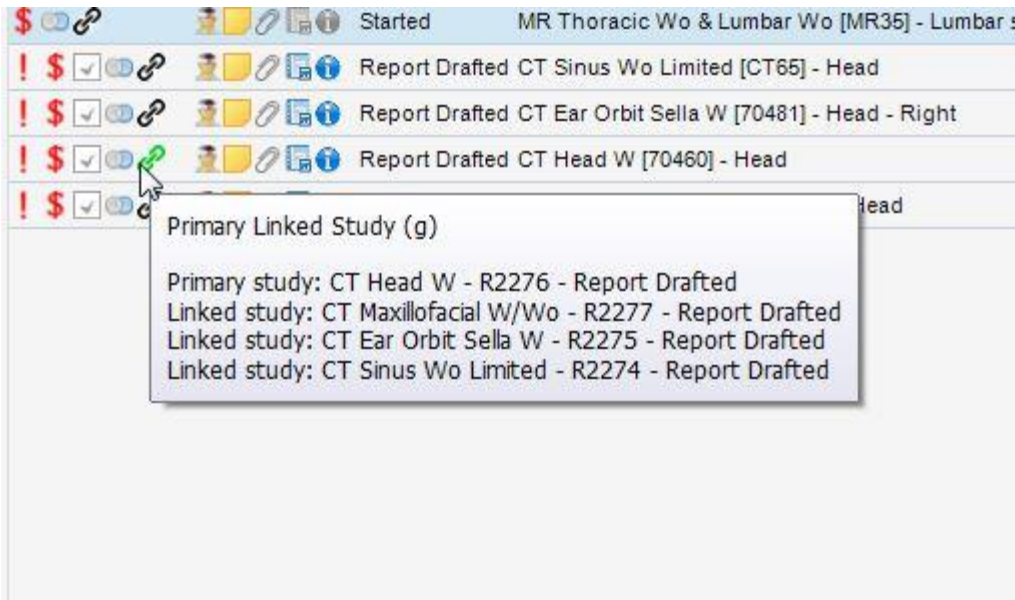 Started MR Thoracic Wo & Lumbar Wo [MR35] - Lumbar
Report Drafted CT Sinus Wo Limited [CT65] - Head
Report Drafted CT Ear Orbit Sella W [70481] - Head - Right
Report Drafted CT Head W [70460] - Head
Head
Primary Linked Study (g)
Primary study: CT Head W - R2276 - Report Drafted
Linked study: CT Maxillofacial W/Wo - R2277 - Report Drafted
Linked study: CT Ear Orbit Sella W - R2275 - Report Drafted
Linked study: CT Sinus Wo Limited - R2274 - Report Drafted